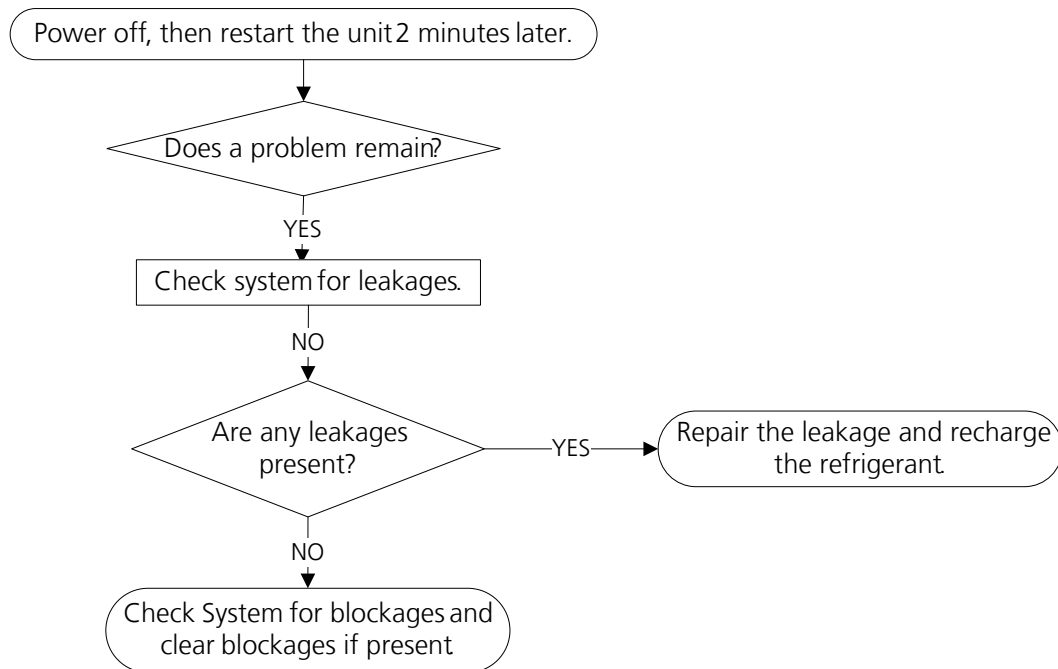 Power off, then restart the unit 2 minutes later.
Does a problem remain?
YES
Check system for leakages.
NO
Are any leakages
present?
YES
Repair the leakage and recharge
the refrigerant.
NO
Check System for blockages and
clear blockages if present.